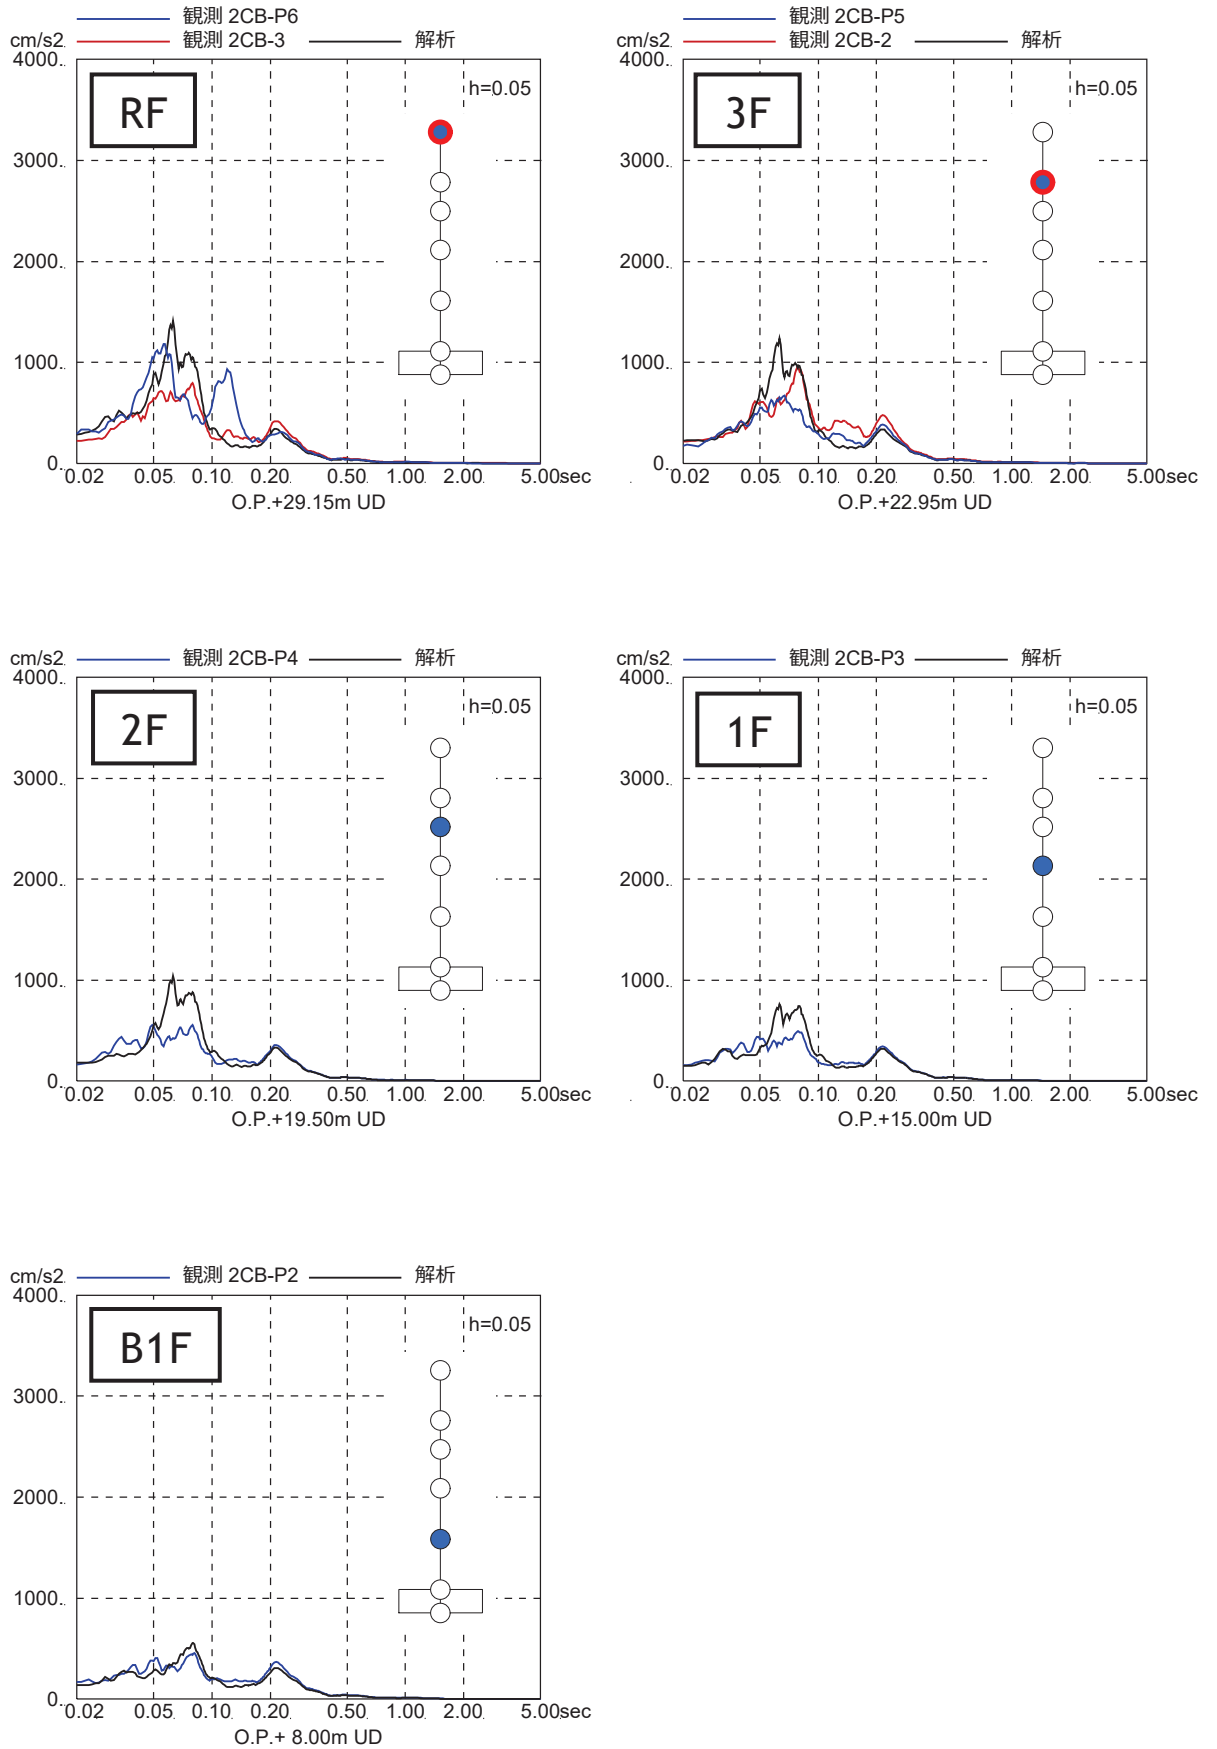 観測 2CB-P6
cm/s2. 観測 2CB-3 解析
4000.
RF
h=0.05
3000.
2000.
1000.
0.
0.02 0.05 0.10 0.20 0.50 1.00 2.00 5.00sec
O.P.+29.15m UD
観測 2CB-P5
cm/s2. 観測 2CB-2 解析
4000.
3F
h=0.05
3000.
2000.
1000.
0.
0.02 0.05 0.10 0.20 0.50 1.00 2.00 5.00sec
O.P.+22.95m UD
cm/s2. 観測 2CB-P4 解析
4000.
2F
h=0.05
3000.
2000.
1000.
0.
0.02 0.05 0.10 0.20 0.50 1.00 2.00 5.00sec
O.P.+19.50m UD
cm/s2. 観測 2CB-P3 解析
4000.
1F
h=0.05
3000.
2000.
1000.
0.
0.02 0.05 0.10 0.20 0.50 1.00 2.00 5.00sec
O.P.+15.00m UD
cm/s2. 観測 2CB-P2 解析
4000.
B1F
h=0.05
3000.
2000.
1000.
0.
0.02 0.05 0.10 0.20 0.50 1.00 2.00 5.00sec
O.P.+ 8.00m UD